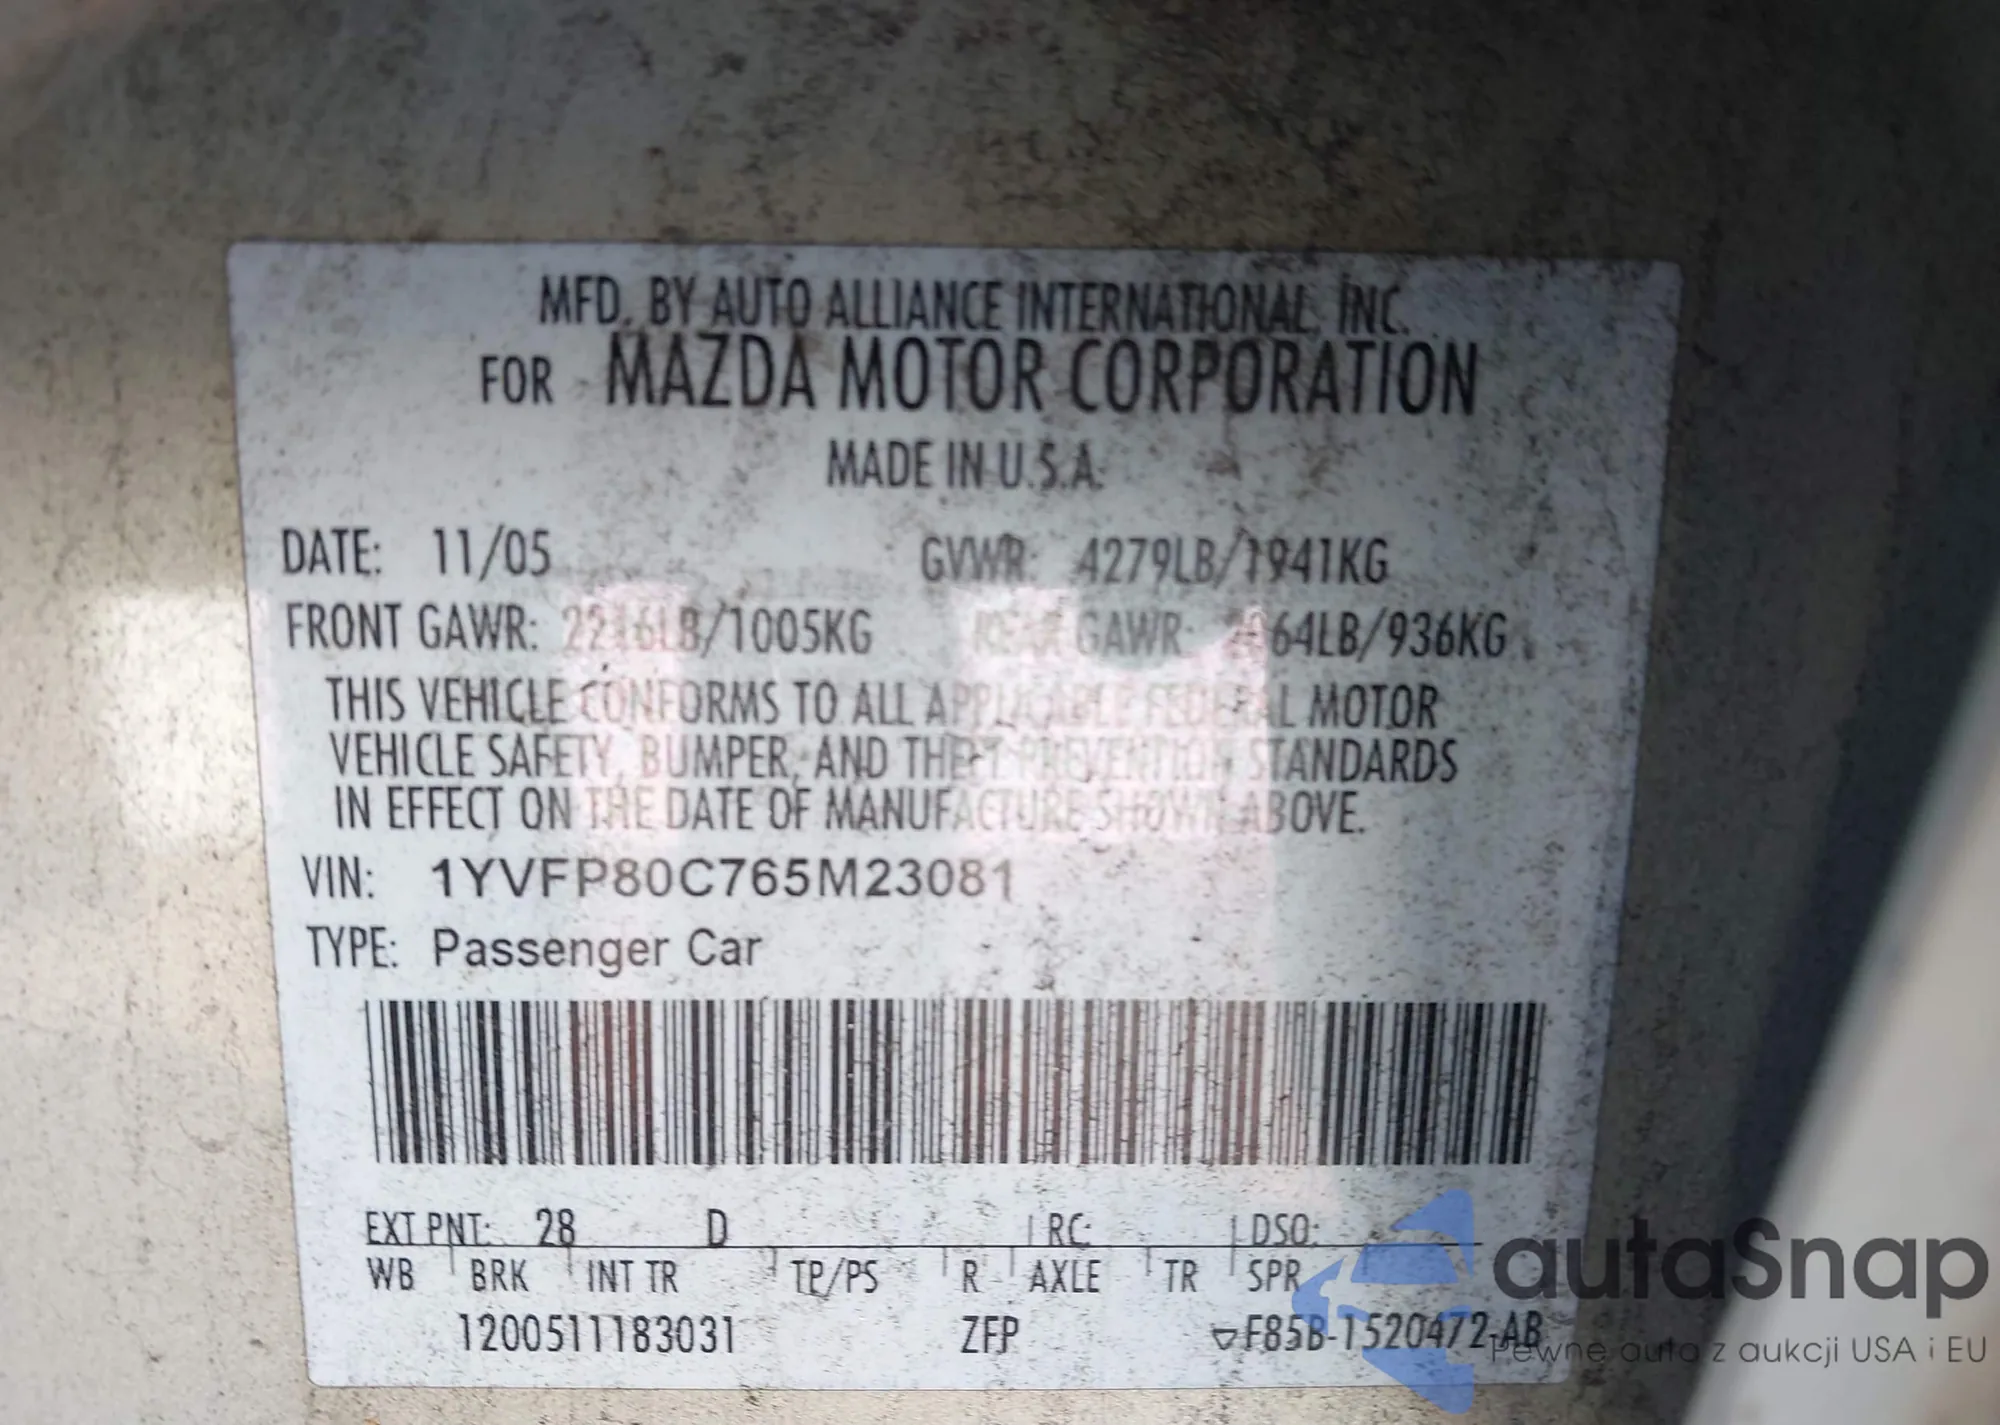 MFD. BY AUTO ALLIANCE INTERNATIONAL, INC.
FOR MAZDA MOTOR CORPORATION
MADE IN U.S.A.
DATE: 11/05 GVWR: 4279LB/1941KG
FRONT GAWR: 2216LB/1005KG REAR GAWR: 2064LB/936KG
THIS VEHICLE CONFORMS TO ALL APPLICABLE FEDERAL MOTOR
VEHICLE SAFETY, BUMPER, AND THEFT PREVENTION STANDARDS
IN EFFECT ON THE DATE OF MANUFACTURE SHOWN ABOVE.
VIN: 1YVFP80C765M23081
TYPE: Passenger Car
EXT PNT: 28 D RC: DSO:
WB BRK INT TR TP/PS R AXLE TR SPR
1200511183031 ZFP F85B-1520472-AB
autaSnap
Pewne auta z aukcji USA i EU